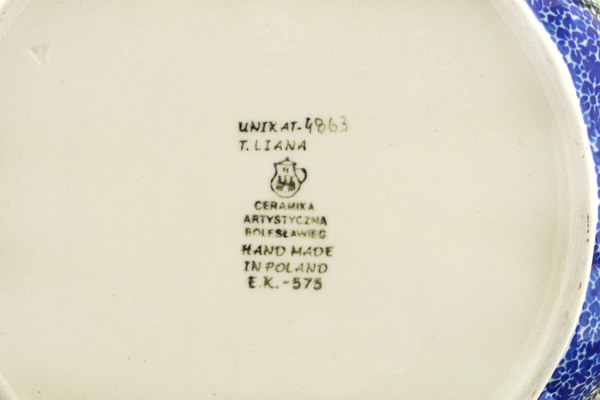 UNIKAT-4863
T. LIANA
CERAMIKA
ARTYSTYCZNA
BOLESŁAWIEC
HAND MADE
IN POLAND
E.K.-575